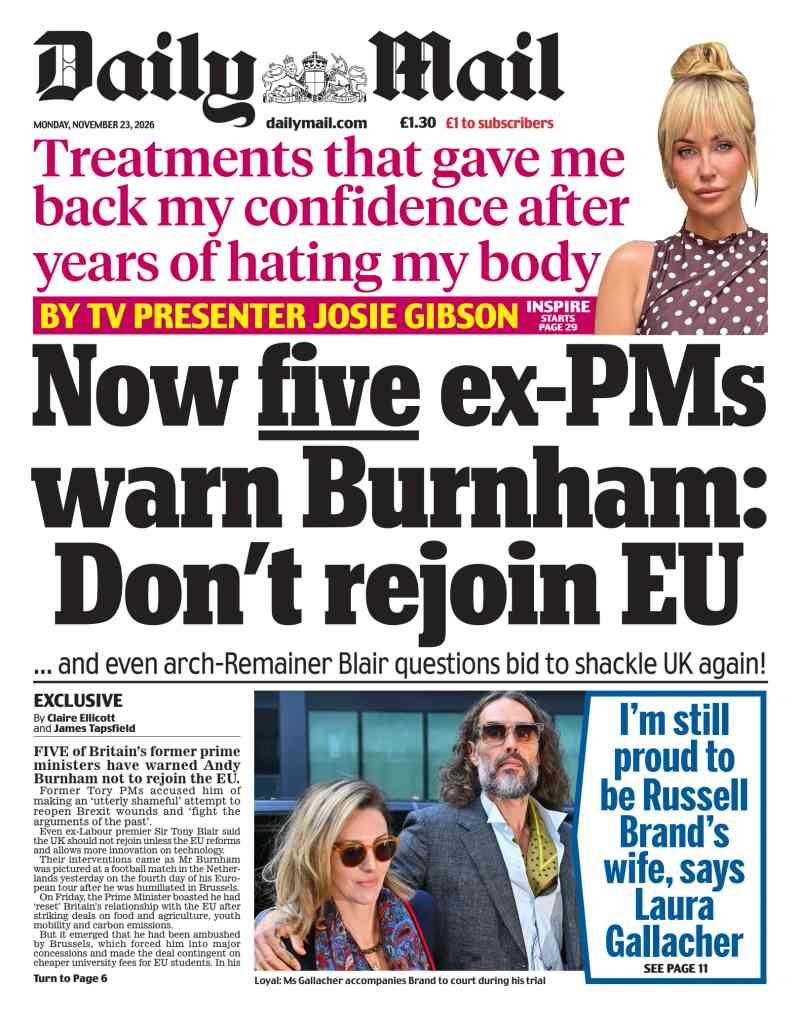 Daily Mail
MONDAY, NOVEMBER 23, 2026
dailymail.com
£1.30 £1 to subscribers
Treatments that gave me
back my confidence after
years of hating my body
BY TV PRESENTER JOSIE GIBSON
INSPIRE
STARTS
PAGE 29
Now five ex-PMs
warn Burnham:
Don't rejoin EU
... and even arch-Remainer Blair questions bid to shackle UK again!
EXCLUSIVE
By Claire Ellicott
and James Tapsfield
FIVE of Britain's former prime
ministers have warned Andy
Burnham not to rejoin the EU.
Former Tory PMs accused him of
making an 'utterly shameful' attempt to
reopen Brexit wounds and 'fight the
arguments of the past'.
Even ex-Labour premier Sir Tony Blair said
the UK should not rejoin unless the EU reforms
and allows more innovation on technology.
Their interventions came as Mr Burnham
was pictured at a football match in the Nether-
lands yesterday on the fourth day of his Euro-
pean tour after he was humiliated in Brussels.
On Friday, the Prime Minister boasted he had
'reset' Britain's relationship with the EU after
striking deals on food and agriculture, youth
mobility and carbon emissions.
But it emerged that he had been ambushed
by Brussels, which forced him into major
concessions and made the deal contingent on
cheaper university fees for EU students. In his
Turn to Page 6
Loyal: Ms Gallacher accompanies Brand to court during his trial
I'm still
proud to
be Russell
Brand's
wife, says
Laura
Gallacher
SEE PAGE 11